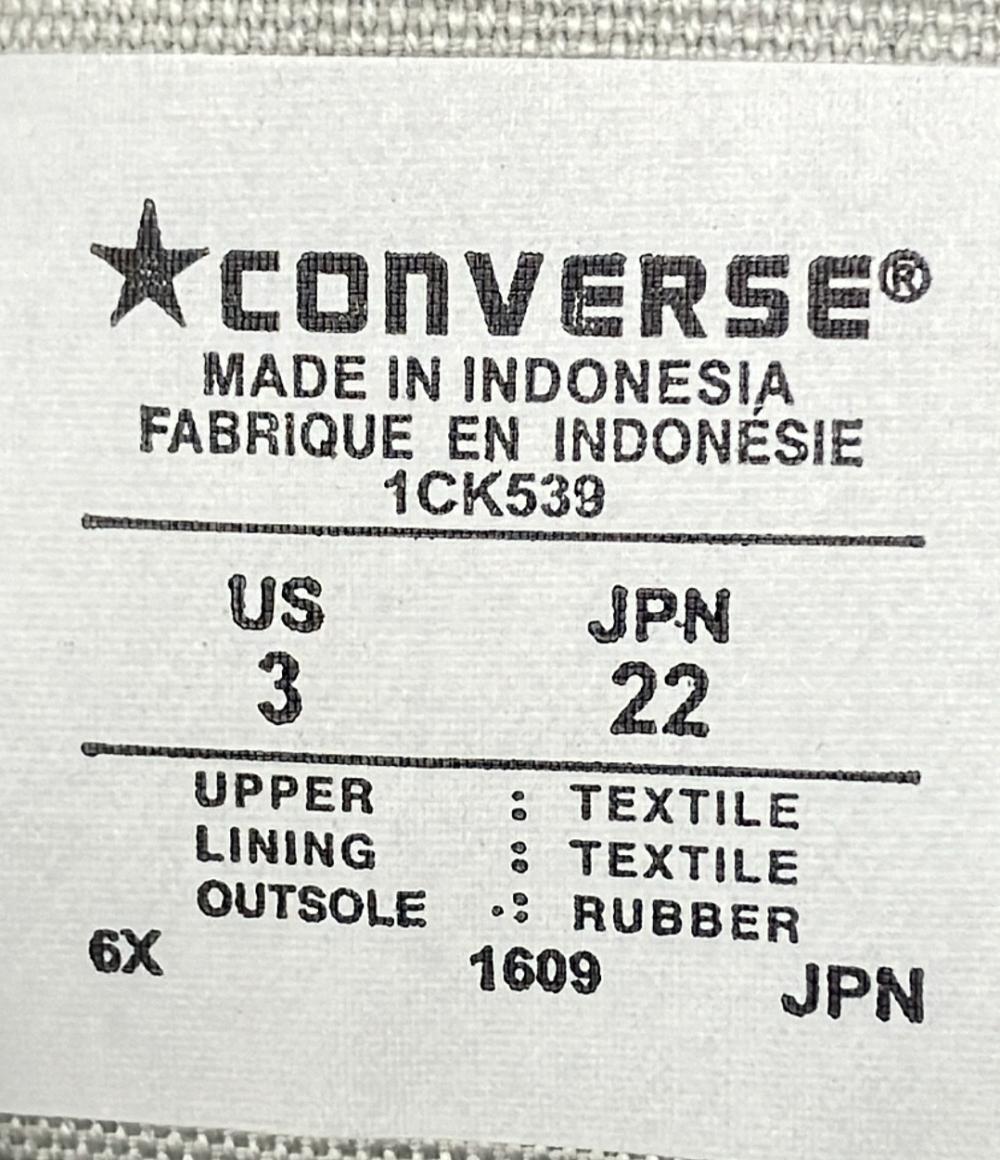 ★CONVERSE®
MADE IN INDONESIA
FABRIQUE EN INDONÉSIE
1CK539
US JPN
3 22
UPPER : TEXTILE
LINING : TEXTILE
OUTSOLE : RUBBER
6X 1609 JPN